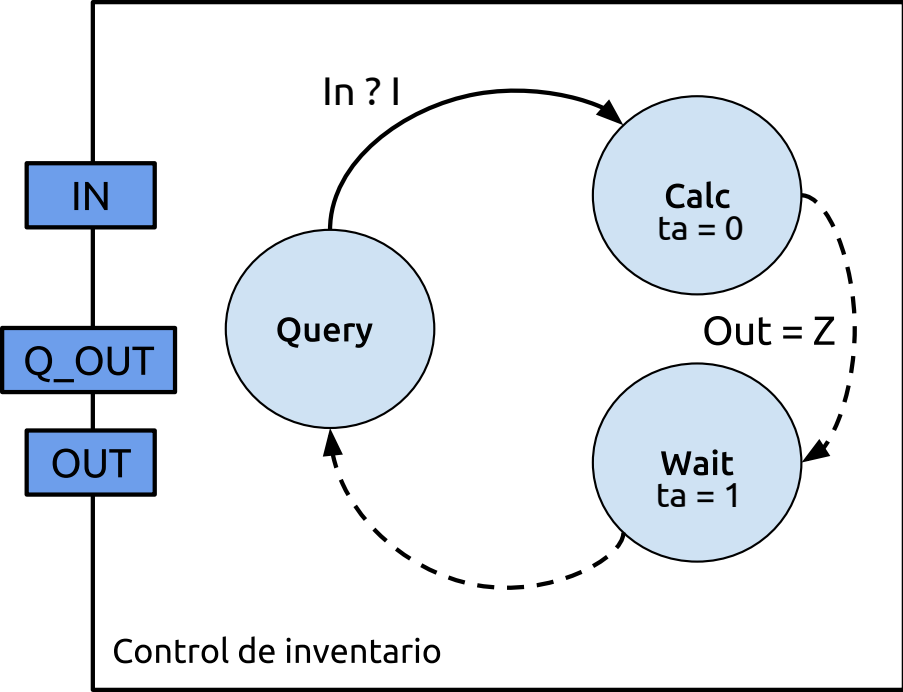 In ? I
IN
Calc
ta = 0
Query
Out = Z
Q_OUT
OUT
Wait
ta = 1
Control de inventario